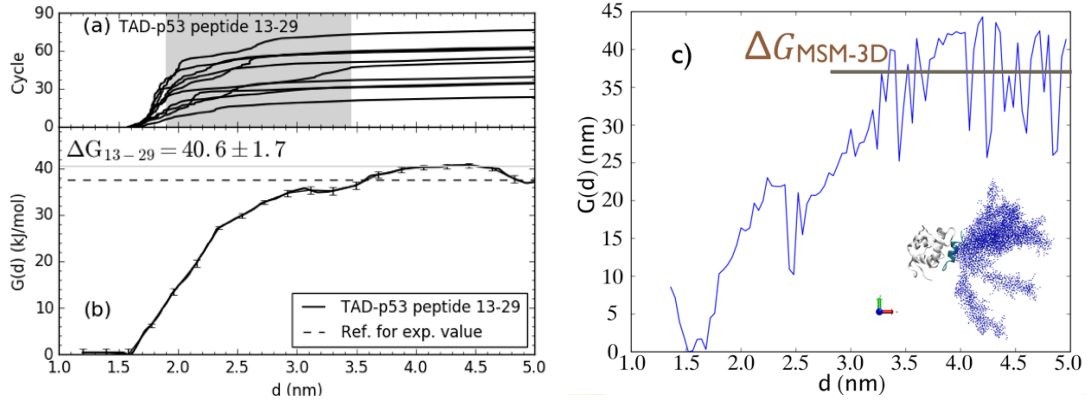 (a) TAD-p53 peptide 13-29
90
60
30
0
Cycle
ΔG₁₃₋₂₉ = 40.6 ± 1.7
40
30
20
10
0
G(d) (kJ/mol)
(b)
TAD-p53 peptide 13-29
Ref. for exp. value
1.0 1.5 2.0 2.5 3.0 3.5 4.0 4.5 5.0
d (nm)
c)
ΔG MSM-3D
45
40
35
30
25
20
15
10
5
0
G(d) (nm)
1.0 1.5 2.0 2.5 3.0 3.5 4.0 4.5 5.0
d (nm)